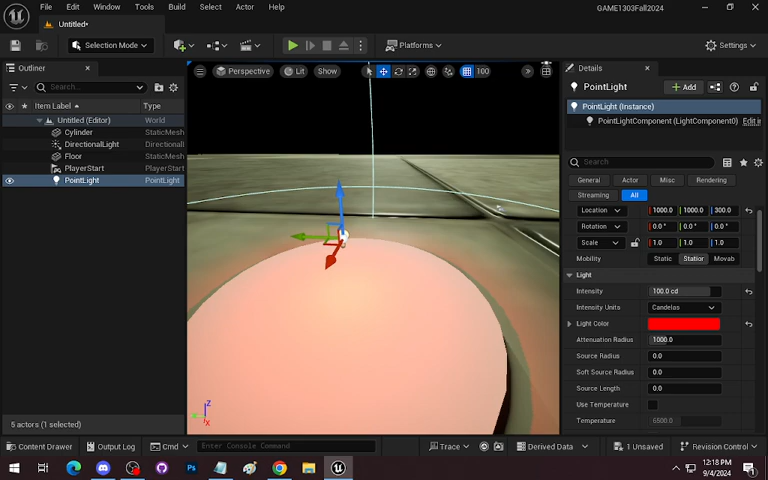 File Edit Window Tools Build Select Actor Help GAME1303Fall2024
Untitled*
Selection Mode Platforms Settings
Outliner
Search...
Item Label Type
Untitled (Editor) World
Cylinder StaticMesh
DirectionalLight Directional
Floor StaticMesh
PlayerStart PlayerStart
PointLight PointLight
5 actors (1 selected)
Perspective Lit Show 100
Z
X
Details
PointLight Add
PointLight (Instance)
PointLightComponent (LightComponent0) Edit in
Search
General Actor Misc Rendering
Streaming All
Location 1000.0 1000.0 300.0
Rotation 0.0° 0.0° 0.0°
Scale 1.0 1.0 1.0
Mobility Static Station Movab
Light
Intensity 100.0 cd
Intensity Units Candelas
Light Color
Attenuation Radius 1000.0
Source Radius 0.0
Soft Source Radius 0.0
Source Length 0.0
Use Temperature
Temperature 6500.0
Content Drawer Output Log Cmd Enter Console Command Trace Derived Data 1 Unsaved Revision Control
Ps 12:18 PM
9/4/2024